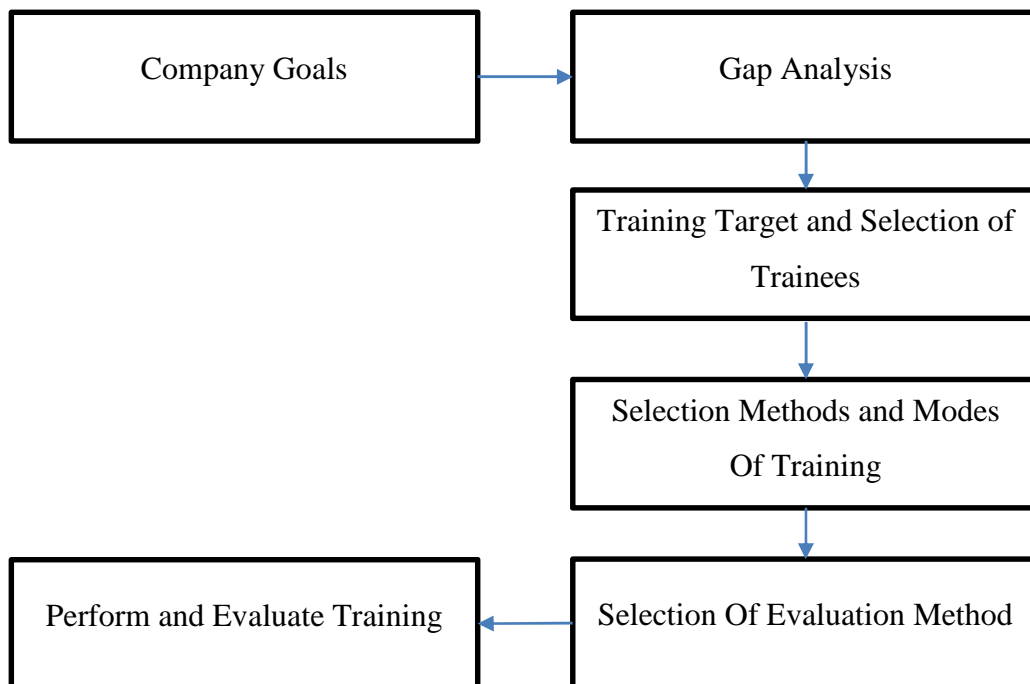 Company Goals
Gap Analysis
Training Target and Selection of
Trainees
Selection Methods and Modes
Of Training
Selection Of Evaluation Method
Perform and Evaluate Training